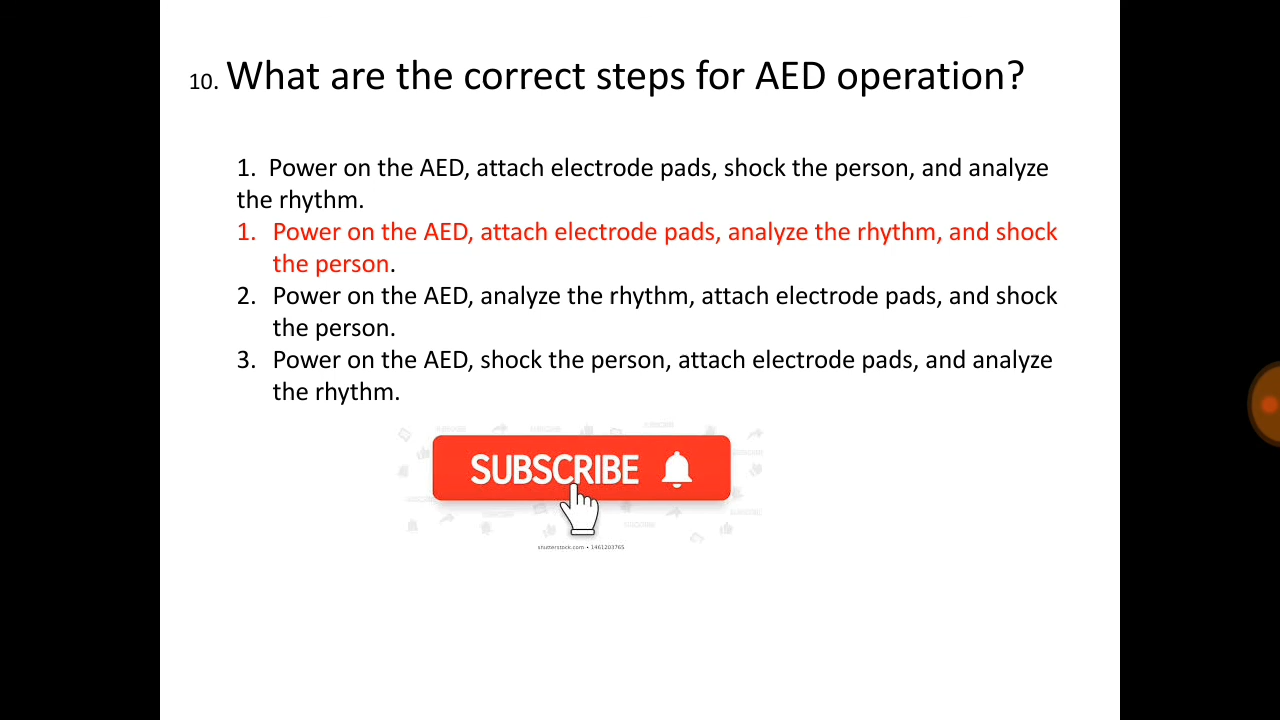 10. What are the correct steps for AED operation?
1. Power on the AED, attach electrode pads, shock the person, and analyze
the rhythm.
1. Power on the AED, attach electrode pads, analyze the rhythm, and shock
the person.
2. Power on the AED, analyze the rhythm, attach electrode pads, and shock
the person.
3. Power on the AED, shock the person, attach electrode pads, and analyze
the rhythm.
SUBSCRIBE
shutterstock.com • 1461203765